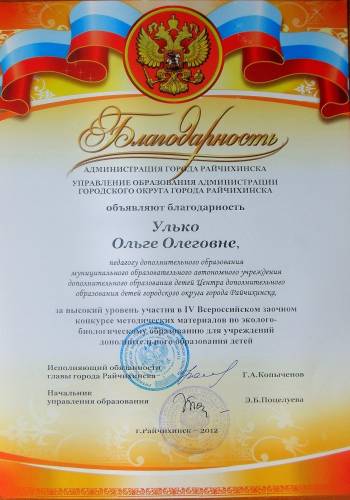 Благодарность
АДМИНИСТРАЦИЯ ГОРОДА РАЙЧИХИНСКА
УПРАВЛЕНИЕ ОБРАЗОВАНИЯ АДМИНИСТРАЦИИ
ГОРОДСКОГО ОКРУГА ГОРОДА РАЙЧИХИНСКА
объявляют благодарность
Улько
Ольге Олеговне,
педагогу дополнительного образования
муниципального образовательного автономного учреждения
дополнительного образования детей Центра дополнительного
образования детей городского округа города Райчихинска,
за высокий уровень участия в IV Всероссийском заочном
конкурсе методических материалов по эколого-
биологическому образованию для учреждений
дополнительного образования детей
Исполняющий обязанности
главы города Райчихинска
Г.А.Копыченов
Начальник
управления образования
Э.Б.Поцелуева
г.Райчихинск – 2012